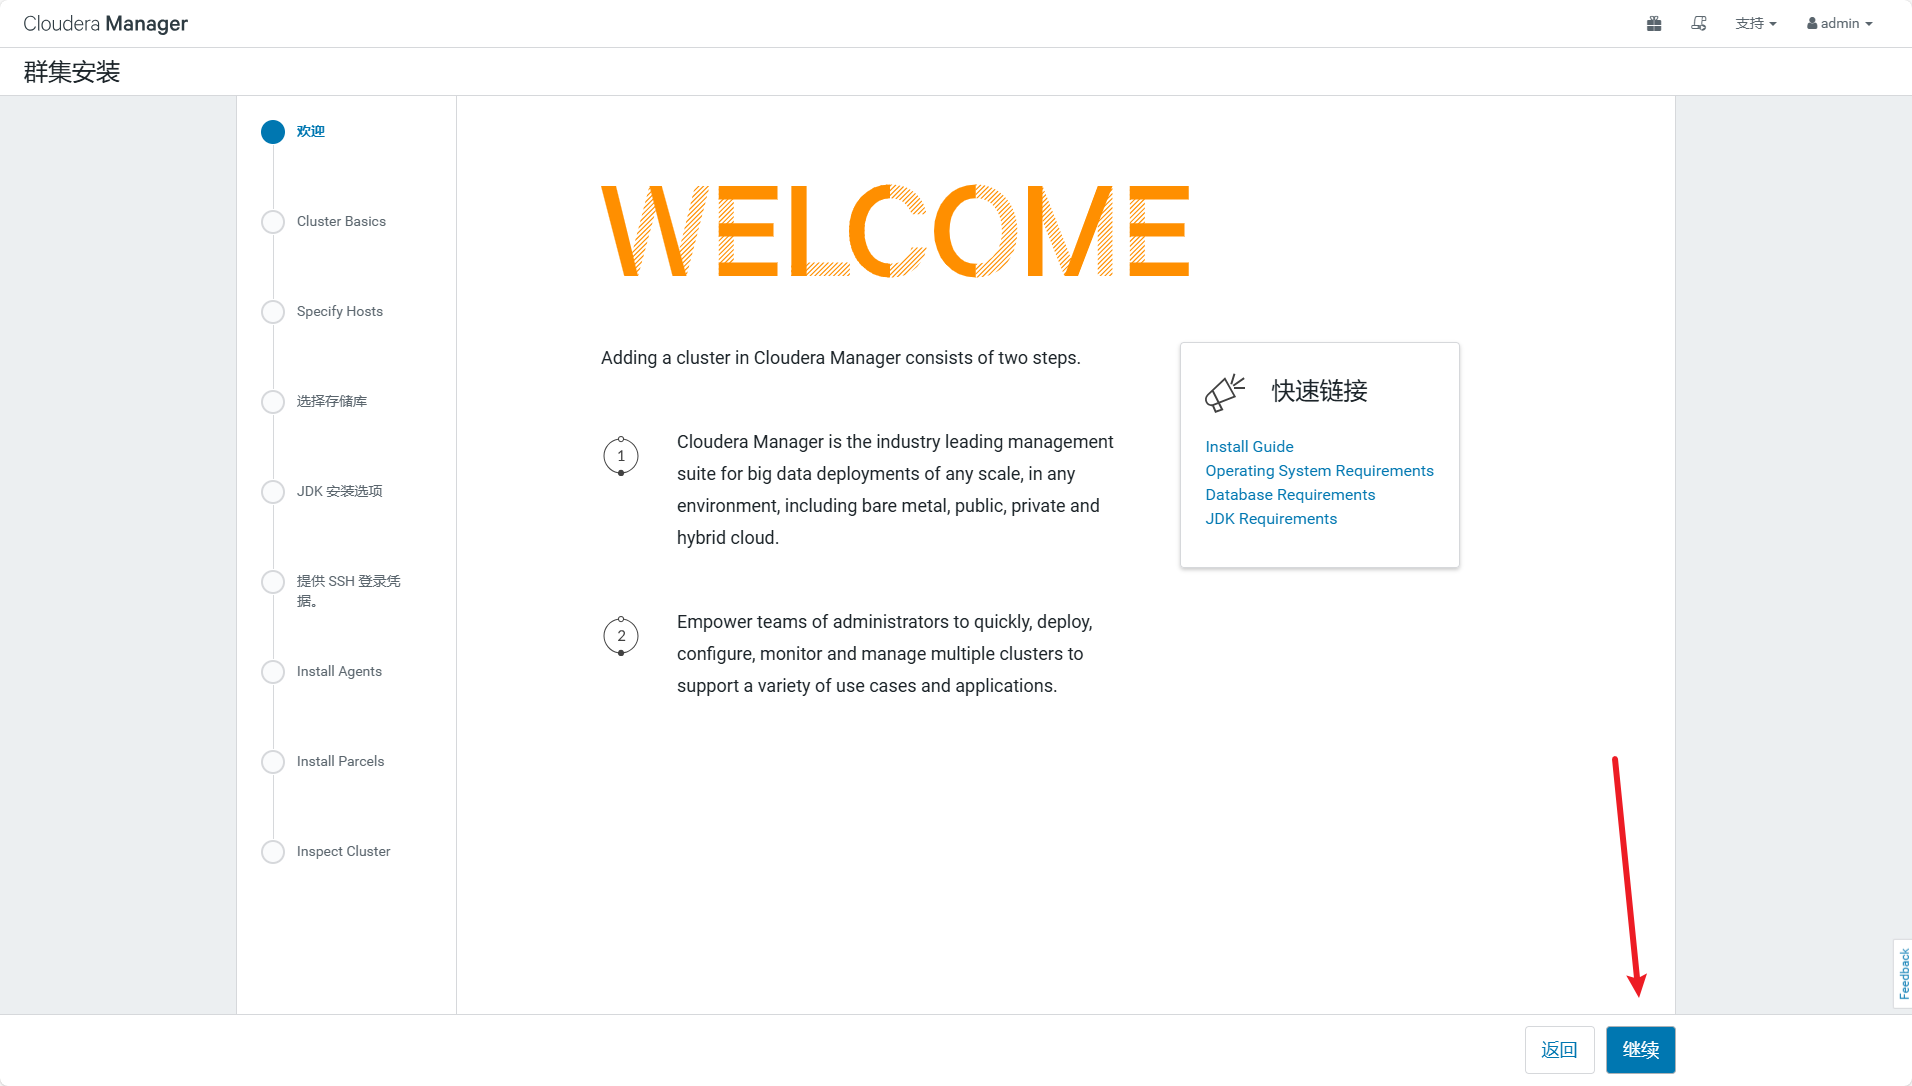 Cloudera Manager
支持
admin
群集安装
欢迎
Cluster Basics
Specify Hosts
选择存储库
JDK 安装选项
提供 SSH 登录凭
据。
Install Agents
Install Parcels
Inspect Cluster
WELCOME
Adding a cluster in Cloudera Manager consists of two steps.
1
Cloudera Manager is the industry leading management
suite for big data deployments of any scale, in any
environment, including bare metal, public, private and
hybrid cloud.
2
Empower teams of administrators to quickly, deploy,
configure, monitor and manage multiple clusters to
support a variety of use cases and applications.
快速链接
Install Guide
Operating System Requirements
Database Requirements
JDK Requirements
Feedback
返回
继续